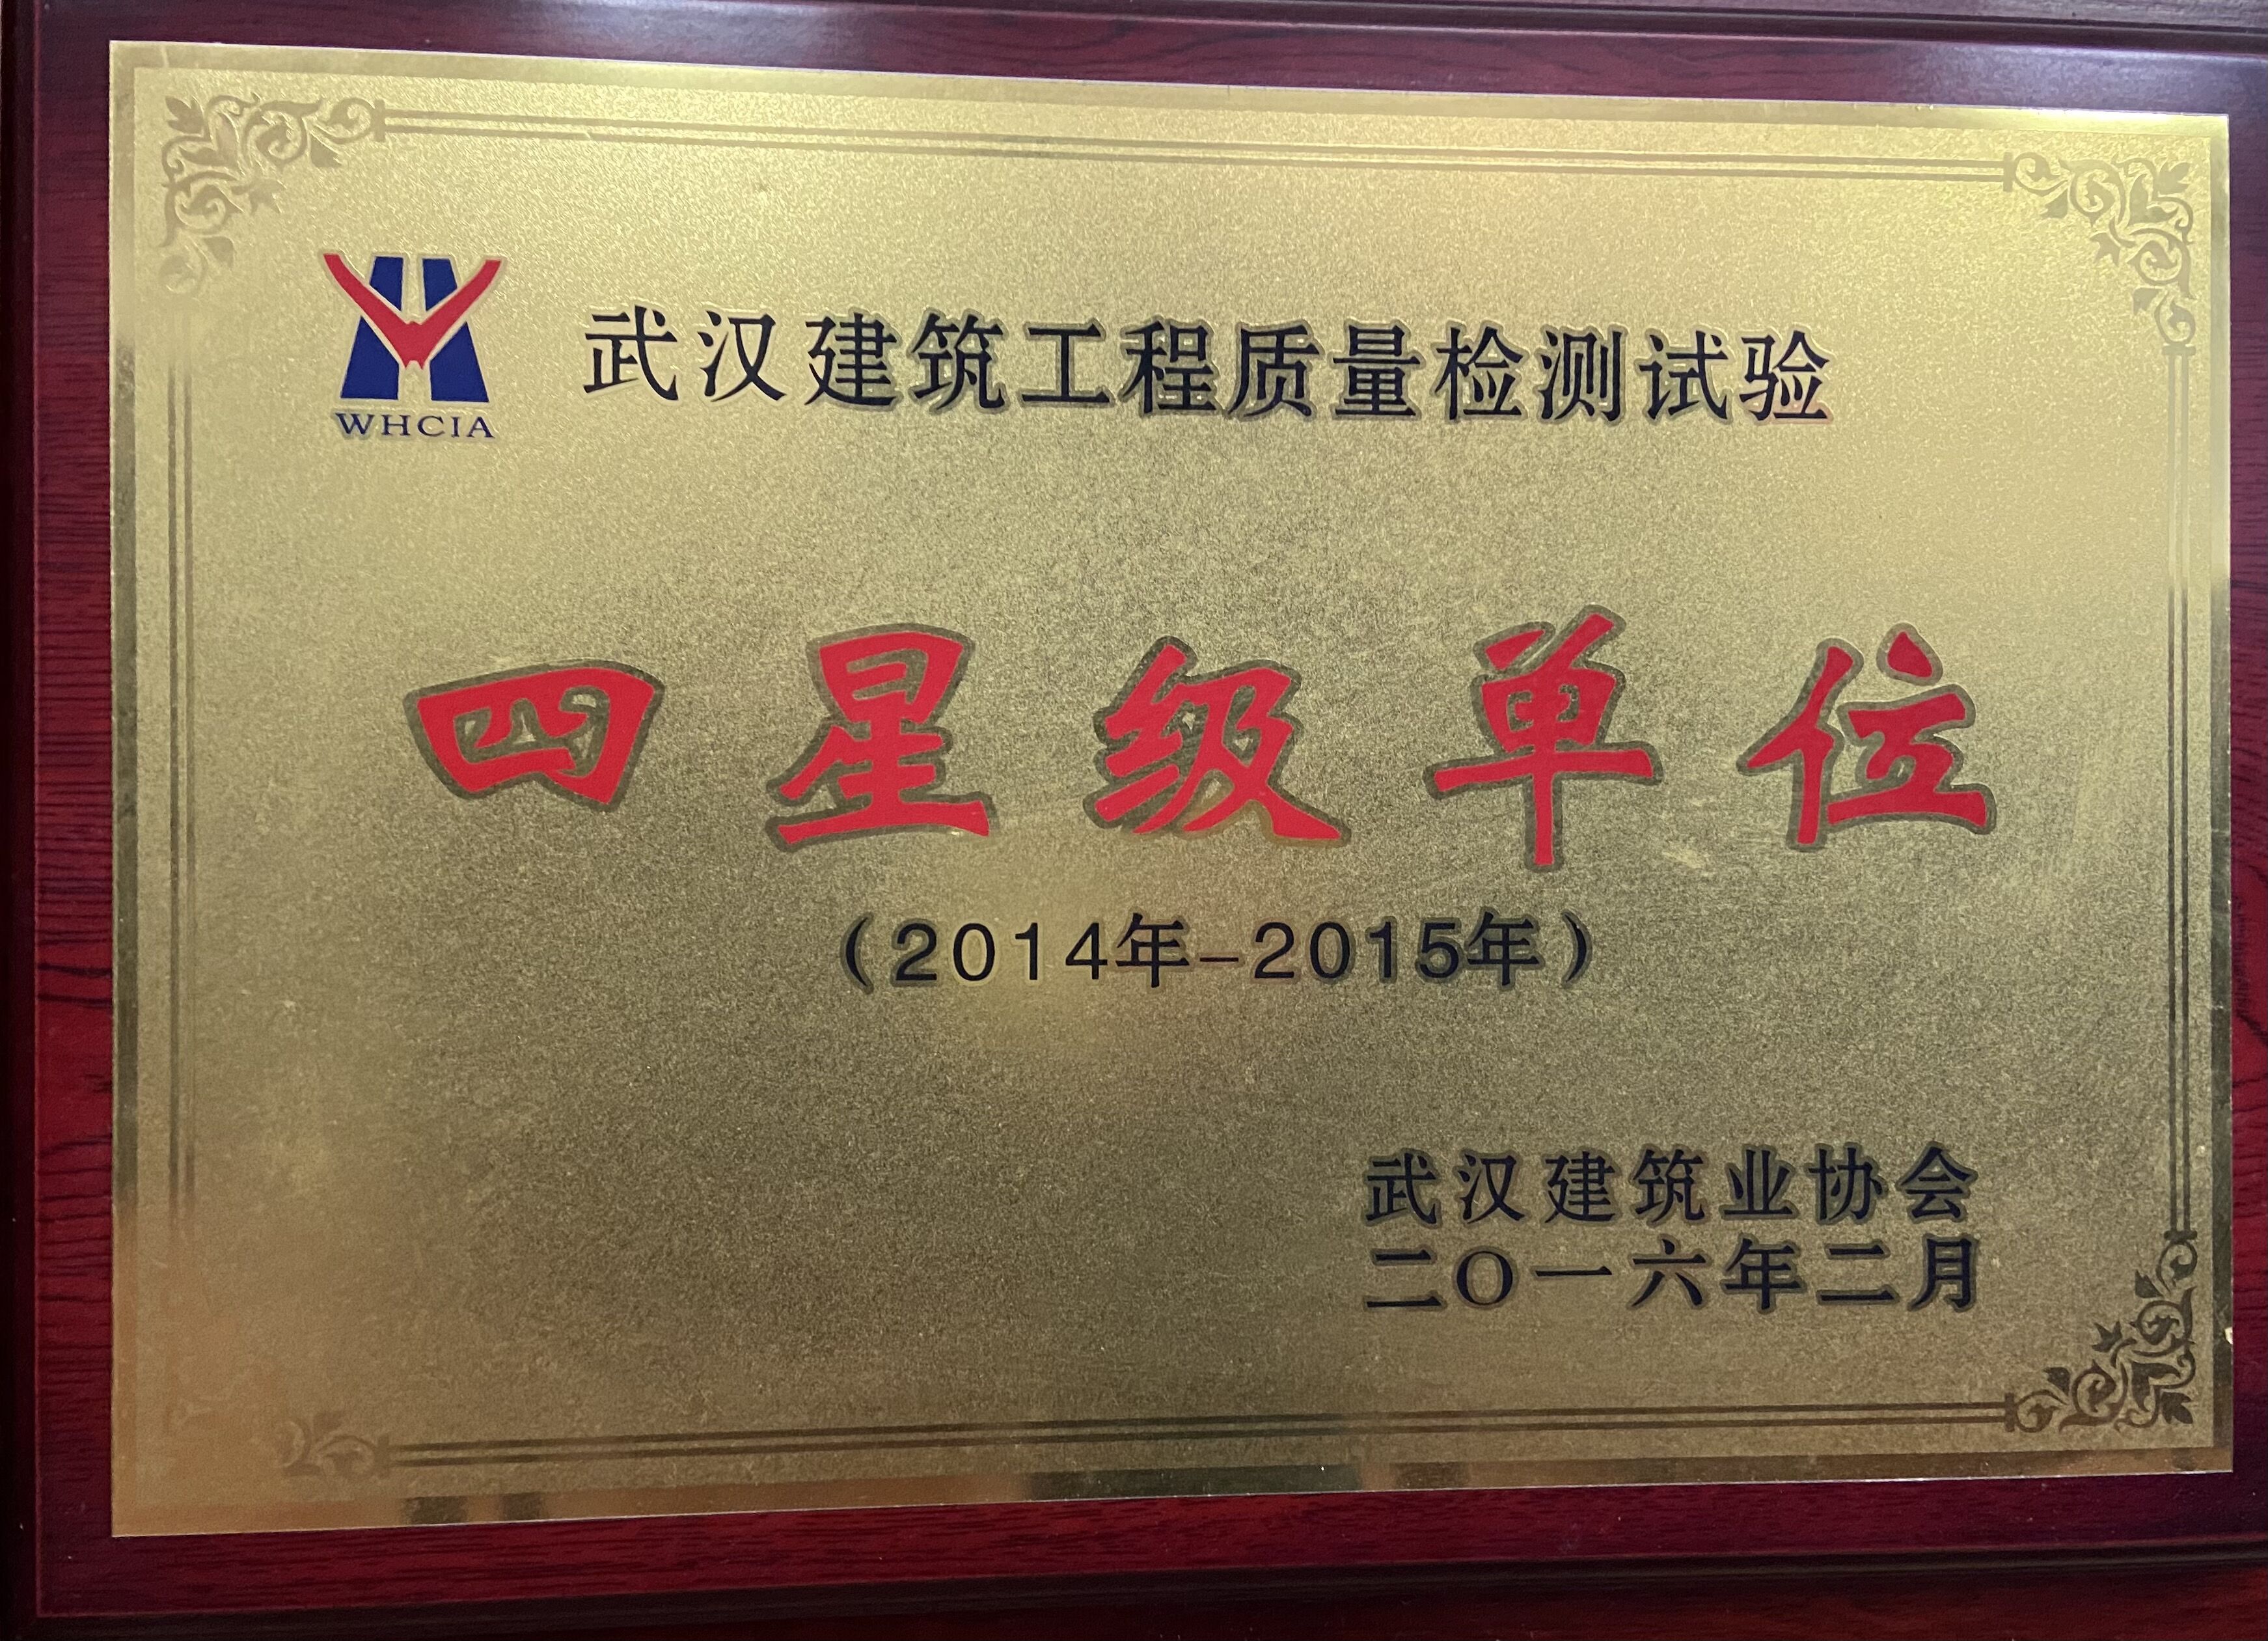 武汉建筑工程质量检测试验
WHCIA
四星级单位
（2014年-2015年）
武汉建筑业协会
二〇一六年二月